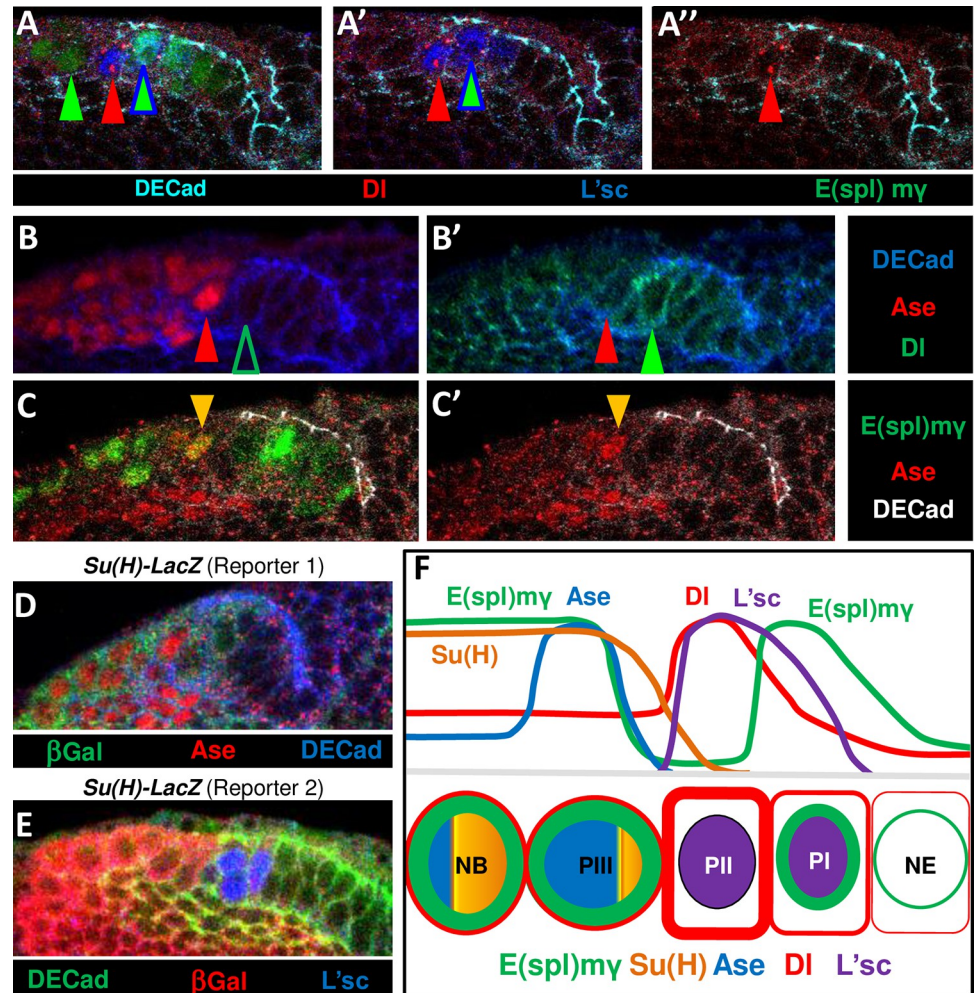 A A' A''
DECad Dl L'sc E(spl) mγ
B B' DECad
Ase
Dl
C C' E(spl)mγ
Ase
DECad
Su(H)-LacZ (Reporter 1)
D
βGal Ase DECad
Su(H)-LacZ (Reporter 2)
E
DECad βGal L'sc
F
E(spl)mγ Ase Dl L'sc E(spl)mγ
Su(H)
NB PIII PII PI NE
E(spl)mγ Su(H) Ase Dl L'sc